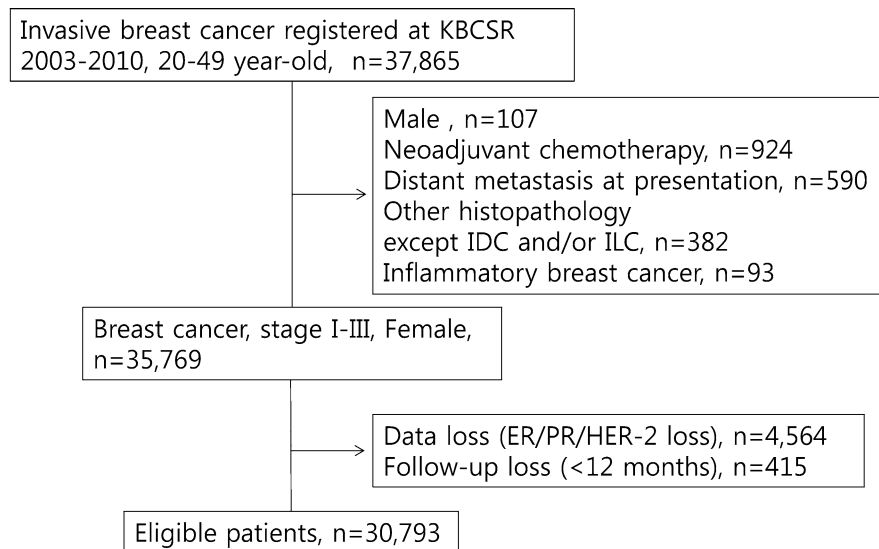 Invasive breast cancer registered at KBCSR
2003-2010, 20-49 year-old, n=37,865
Male , n=107
Neoadjuvant chemotherapy, n=924
Distant metastasis at presentation, n=590
Other histopathology
except IDC and/or ILC, n=382
Inflammatory breast cancer, n=93
Breast cancer, stage I-III, Female,
n=35,769
Data loss (ER/PR/HER-2 loss), n=4,564
Follow-up loss (<12 months), n=415
Eligible patients, n=30,793